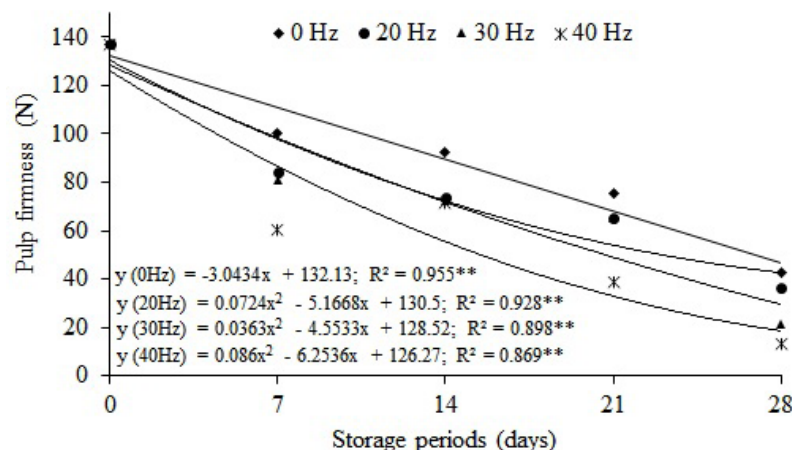 ◆ 0 Hz ● 20 Hz ▲ 30 Hz ✳ 40 Hz
Pulp firmness (N)
140
120
100
80
60
40
20
0
y (0Hz) = -3.0434x + 132.13; R² = 0.955**
y (20Hz) = 0.0724x² - 5.1668x + 130.5; R² = 0.928**
y (30Hz) = 0.0363x² - 4.5533x + 128.52; R² = 0.898**
y (40Hz) = 0.086x² - 6.2536x + 126.27; R² = 0.869**
0 7 14 21 28
Storage periods (days)